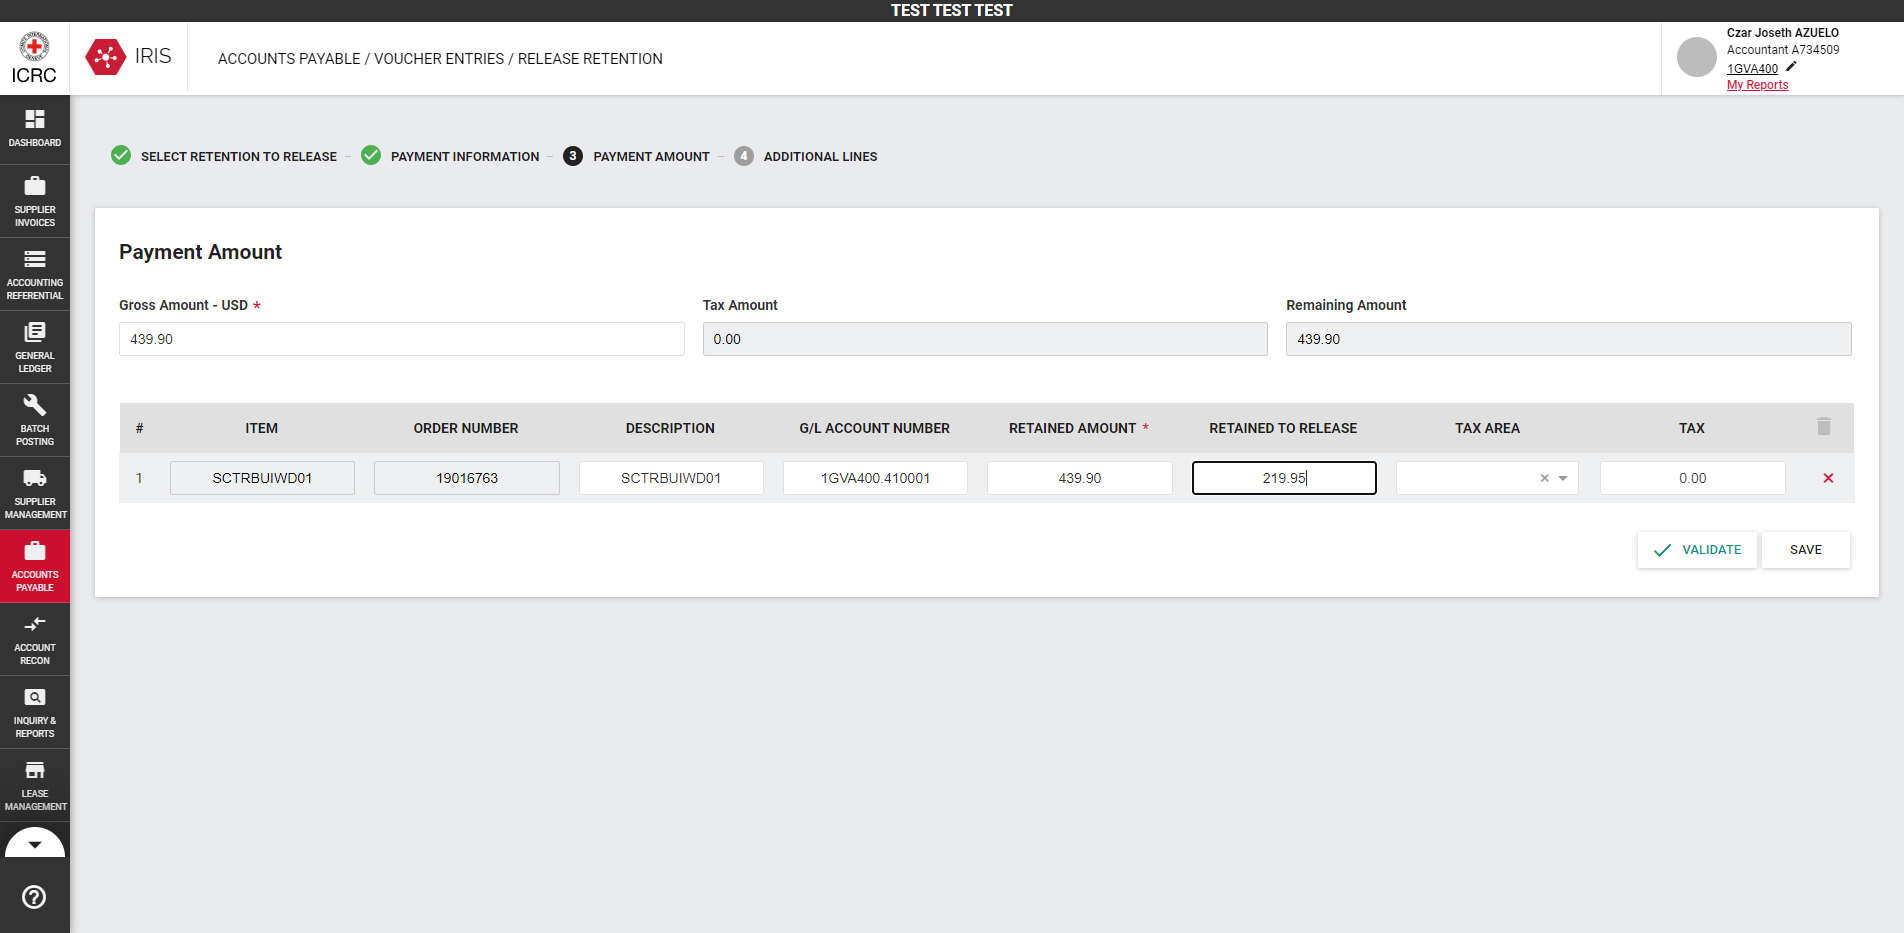 TEST TEST TEST
ICRC
IRIS
ACCOUNTS PAYABLE / VOUCHER ENTRIES / RELEASE RETENTION
Czar Joseth AZUELO
Accountant A734509
1GVA400
My Reports
DASHBOARD
SUPPLIER
INVOICES
ACCOUNTING
REFERENTIAL
GENERAL
LEDGER
BATCH
POSTING
SUPPLIER
MANAGEMENT
ACCOUNTS
PAYABLE
ACCOUNT
RECON
INQUIRY &
REPORTS
LEASE
MANAGEMENT
SELECT RETENTION TO RELEASE – PAYMENT INFORMATION – 3 PAYMENT AMOUNT – 4 ADDITIONAL LINES
Payment Amount
Gross Amount - USD * Tax Amount Remaining Amount
439.90 0.00 439.90
# ITEM ORDER NUMBER DESCRIPTION G/L ACCOUNT NUMBER RETAINED AMOUNT * RETAINED TO RELEASE TAX AREA TAX
1 SCTRBUIWD01 19016763 SCTRBUIWD01 1GVA400.410001 439.90 219.95 0.00
VALIDATE SAVE